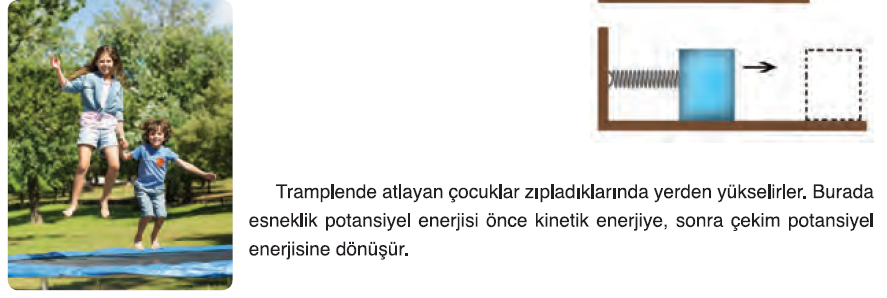 Tramplende atlayan çocuklar zıpladıklarında yerden yükselirler. Burada
esneklik potansiyel enerjisi önce kinetik enerjiye, sonra çekim potansiyel
enerjisine dönüşür.